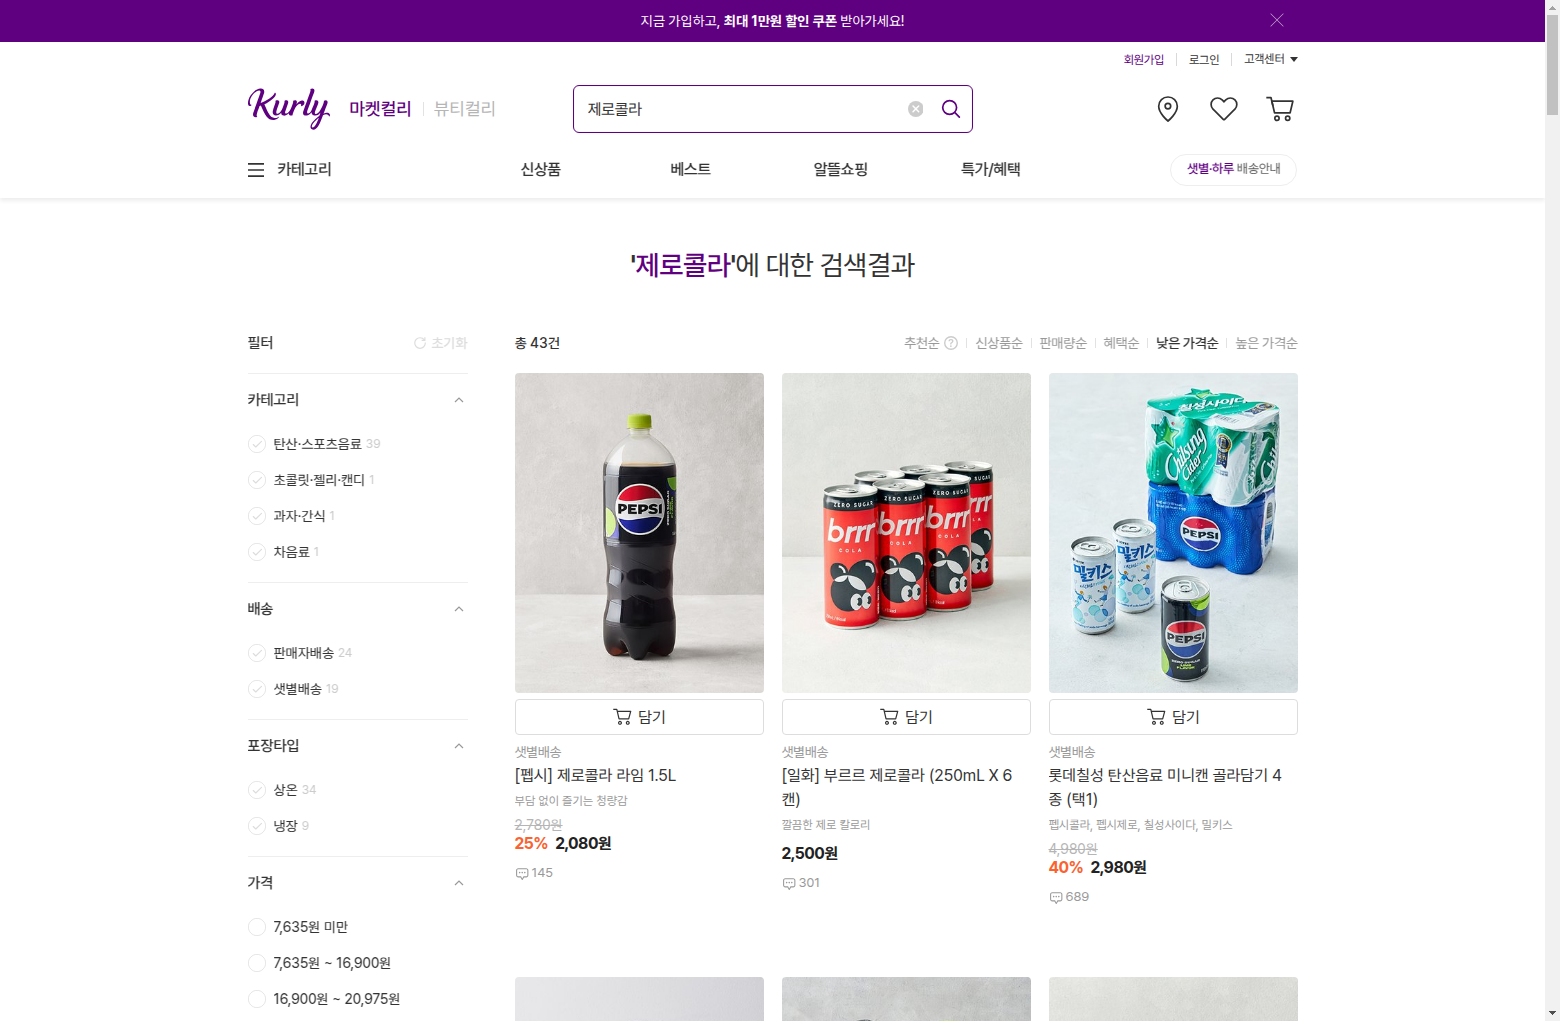 지금 가입하고, 최대 1만원 할인 쿠폰 받아가세요!
회원가입
로그인
고객센터
Kurly
마켓컬리
뷰티컬리
제로콜라
카테고리
신상품
베스트
알뜰쇼핑
특가/혜택
샛별·하루 배송안내
'제로콜라'에 대한 검색결과
필터
초기화
총 43건
추천순 ?
신상품순
판매량순
혜택순
낮은 가격순
높은 가격순
카테고리
탄산·스포츠음료 39
초콜릿·젤리·캔디 1
과자·간식 1
차음료 1
배송
판매자배송 24
샛별배송 19
포장타입
상온 34
냉장 9
가격
7,635원 미만
7,635원 ~ 16,900원
16,900원 ~ 20,975원
PEPSI
담기
샛별배송
[펩시] 제로콜라 라임 1.5L
부담 없이 즐기는 청량감
2,780원
25% 2,080원
145
ZERO SUGAR
ZERO SUGAR
ZERO SUGAR
brrr
brrr
brrr
COLA
COLA
COLA
담기
샛별배송
[일화] 부르르 제로콜라 (250mL X 6
캔)
깔끔한 제로 칼로리
2,500원
301
칠성사이다
Chilsung
Cider
PEPSI
밀키스
밀키스
PEPSI
담기
샛별배송
롯데칠성 탄산음료 미니캔 골라담기 4
종 (택1)
펩시콜라, 펩시제로, 칠성사이다, 밀키스
4,980원
40% 2,980원
689